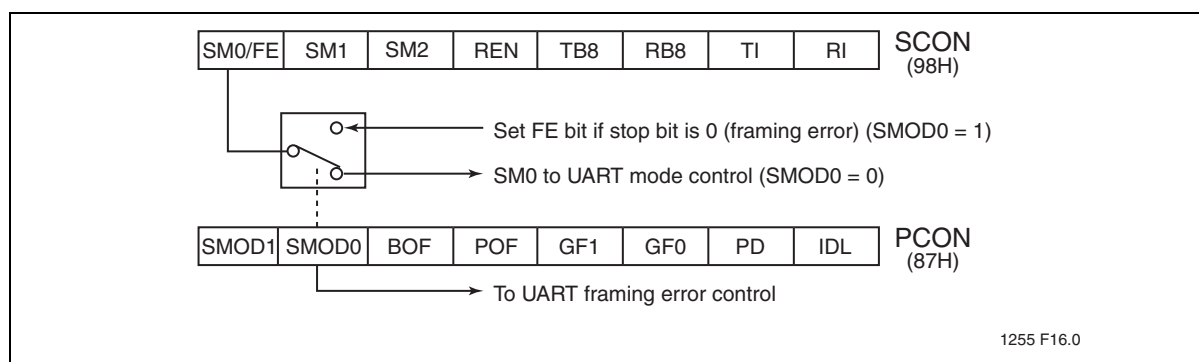 SM0/FE SM1 SM2 REN TB8 RB8 TI RI SCON
(98H)
Set FE bit if stop bit is 0 (framing error) (SMOD0 = 1)
SM0 to UART mode control (SMOD0 = 0)
SMOD1 SMOD0 BOF POF GF1 GF0 PD IDL PCON
(87H)
To UART framing error control
1255 F16.0